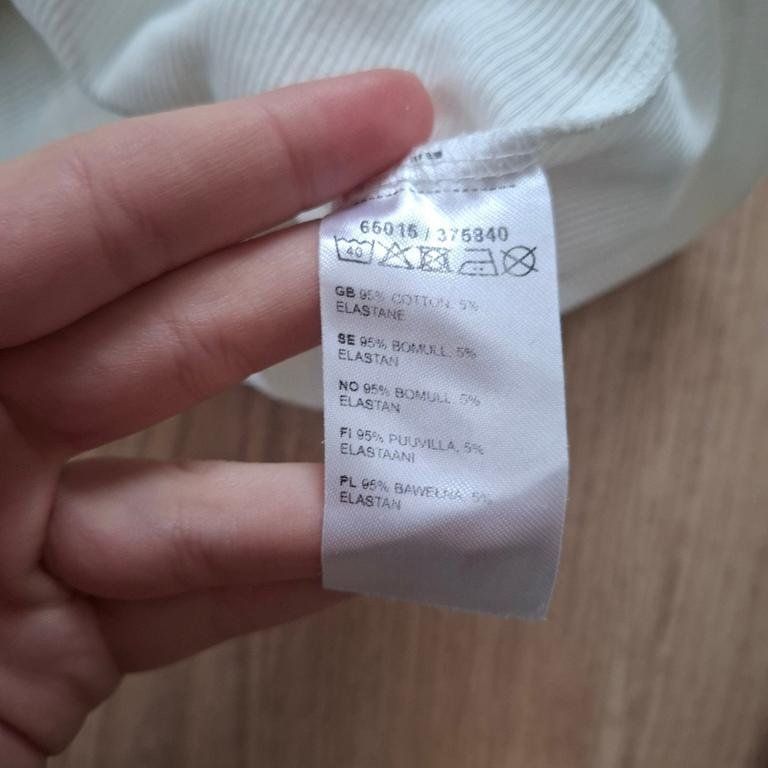 65015 / 375840
40
GB 95% COTTON, 5%
ELASTANE
SE 95% BOMULL, 5%
ELASTAN
NO 95% BOMULL, 5%
ELASTAN
FI 95% PUUVILLA, 5%
ELASTAANI
PL 95% BAWEŁNA, 5%
ELASTAN